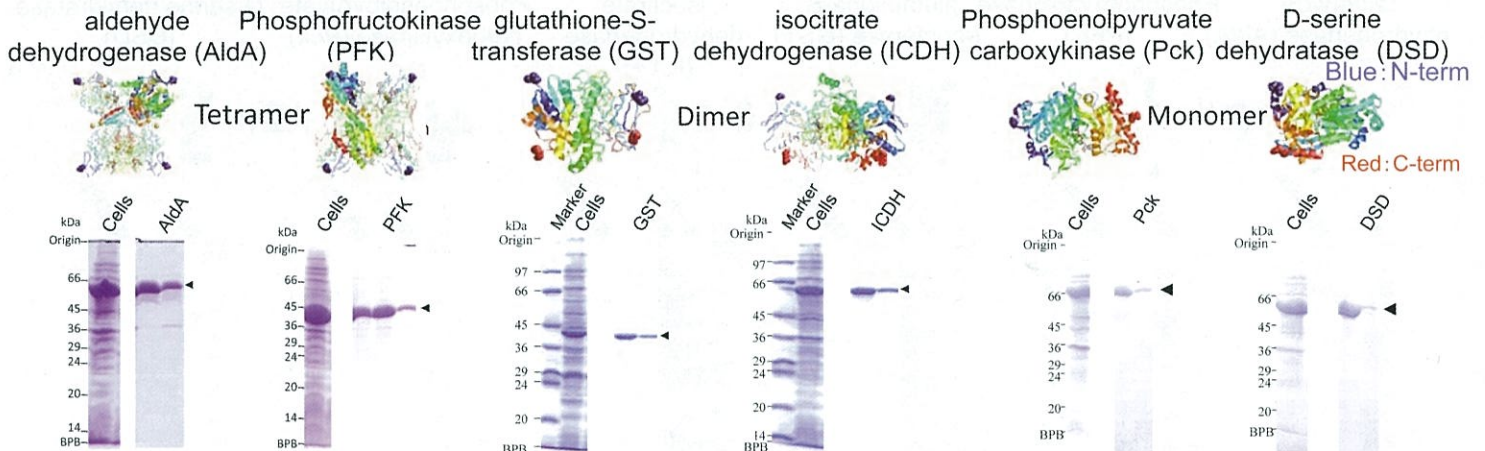 aldehyde
dehydrogenase (AldA)
Phosphofructokinase
(PFK)
glutathione-S-
transferase (GST)
isocitrate
dehydrogenase (ICDH)
Phosphoenolpyruvate
carboxykinase (Pck)
D-serine
dehydratase (DSD)
Blue:N-term
Tetramer
Dimer
Monomer
Red:C-term
kDa
Cells
AldA
Origin
66
45
36
29
24
20
14
BPB
kDa
Cells
PFK
Origin
66
45
36
29
24
20
14
BPB
kDa
Marker
Cells
GST
Origin
97
66
45
36
29
24
20
BPB
kDa
Marker
Cells
ICDH
Origin
97
66
45
36
29
24
20
14
BPB
kDa
Cells
Pck
Origin
66
45
36
29
24
20
BPB
kDa
Cells
DSD
Origin
66
45
36
29
24
20
BPB